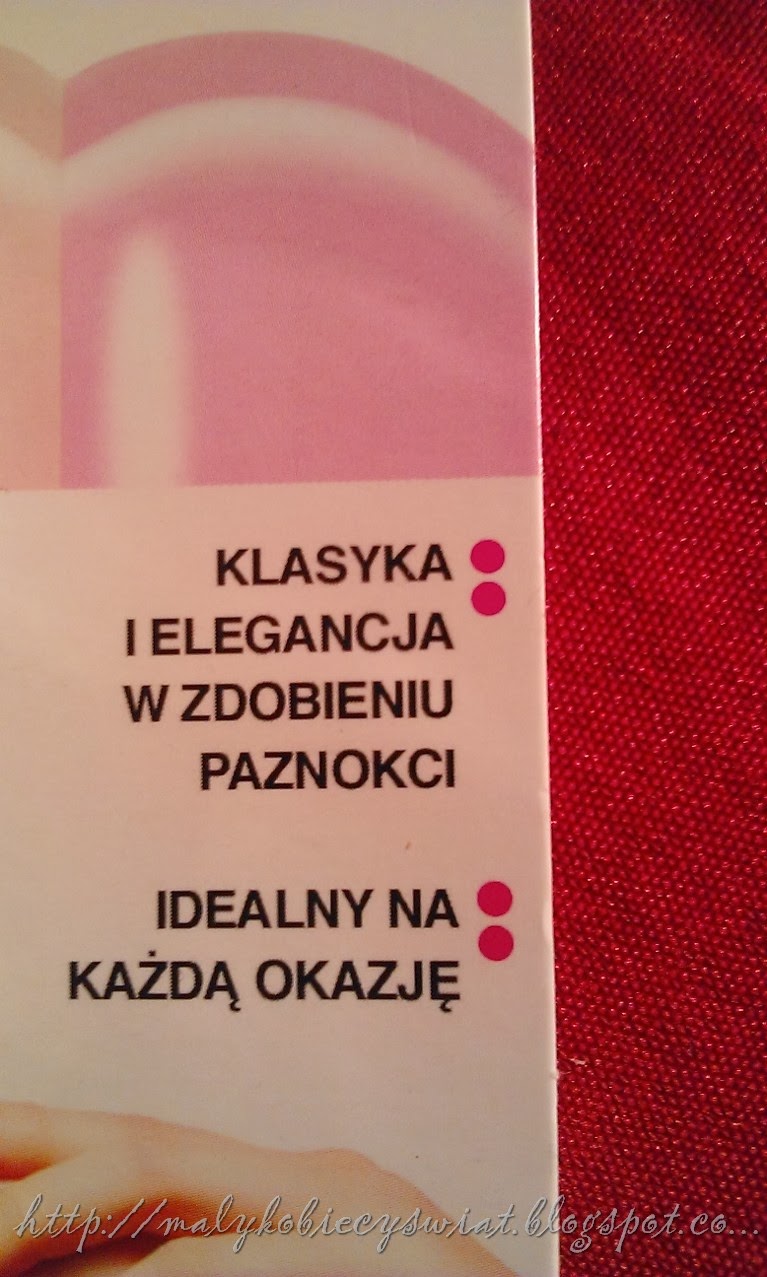 KLASYKA
I ELEGANCJA
W ZDOBIENIU
PAZNOKCI
IDEALNY NA
KAŻDĄ OKAZJĘ
http://malykobiecyswiat.blogspot.co...